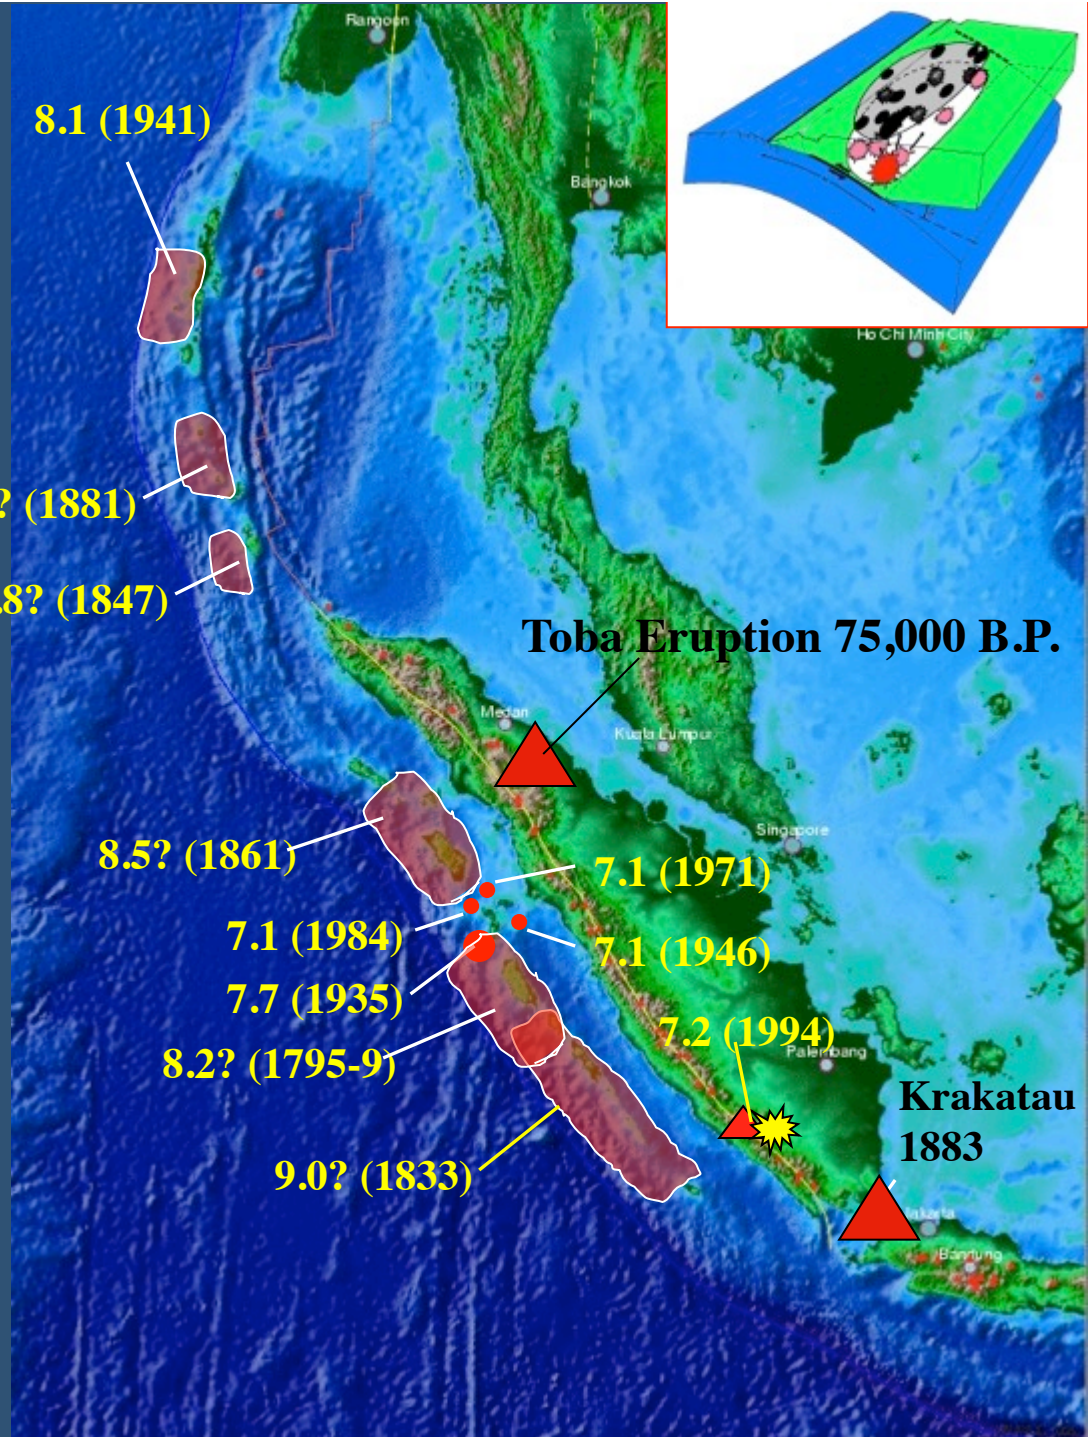 Rangoon
8.1 (1941)
Bangkok
Ho Chi Minh City
? (1881)
.8? (1847)
Toba Eruption 75,000 B.P.
Medan
Kuala Lumpur
Singapore
8.5? (1861)
7.1 (1971)
7.1 (1984)
7.1 (1946)
7.7 (1935)
7.2 (1994)
Palembang
8.2? (1795-9)
Krakatau
1883
9.0? (1833)
Jakarta
Bandung